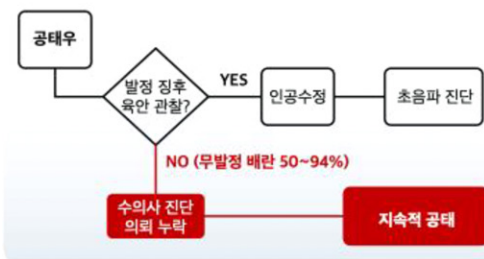 공태우
발정 징후
육안 관찰?
YES
인공수정
초음파 진단
NO (무발정 배란 50~94%)
수의사 진단
의뢰 누락
지속적 공태